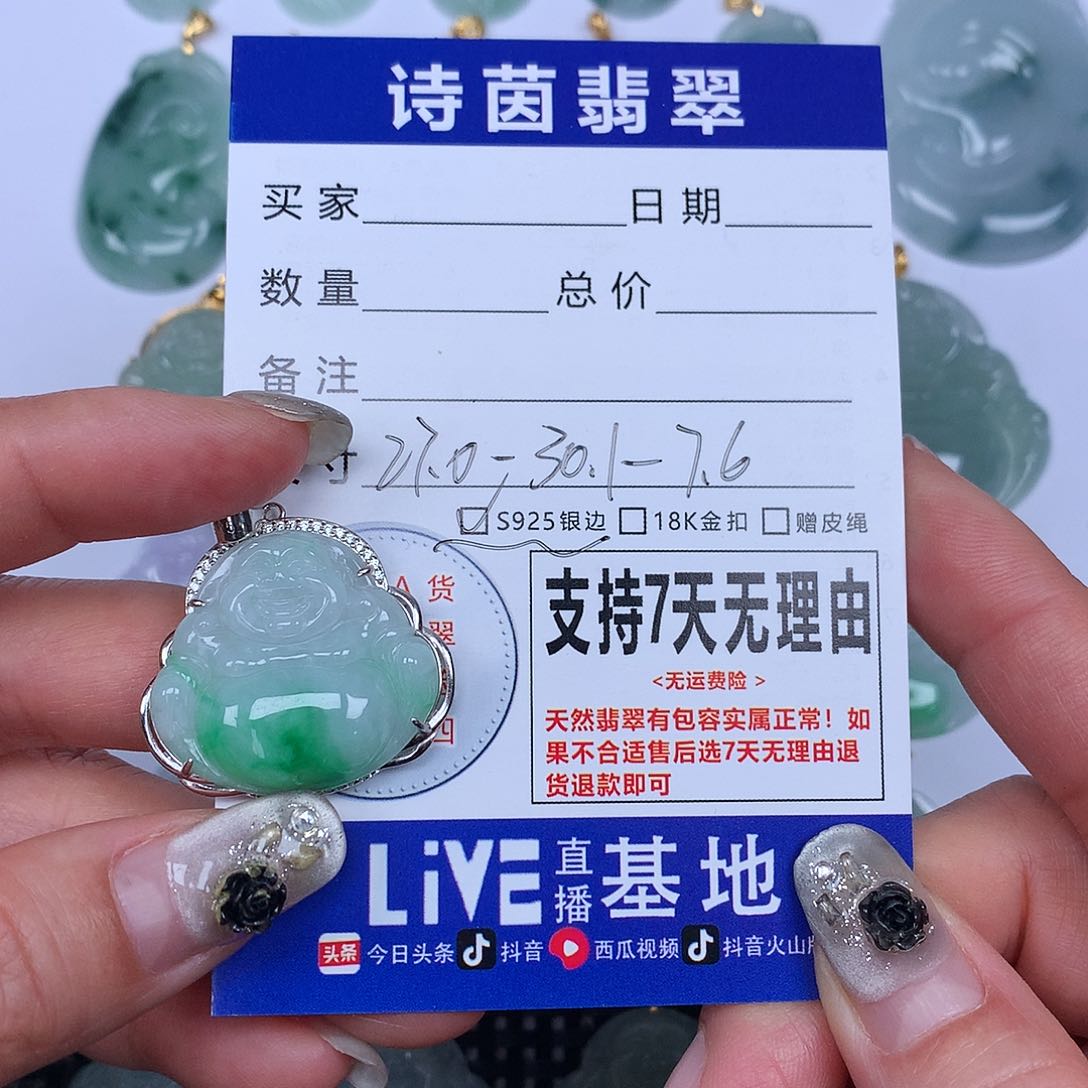 诗茵翡翠
买家 日期
数量 总价
备注
寸 27.0-30.1-7.6
S925银边 18K金扣 赠皮绳
A货
翠
四
支持7天无理由
<无运费险 >
天然翡翠有包容实属正常！如
果不合适售后选7天无理由退
货退款即可
LiVE 直播 基地
头条 今日头条 抖音 西瓜视频 抖音火山